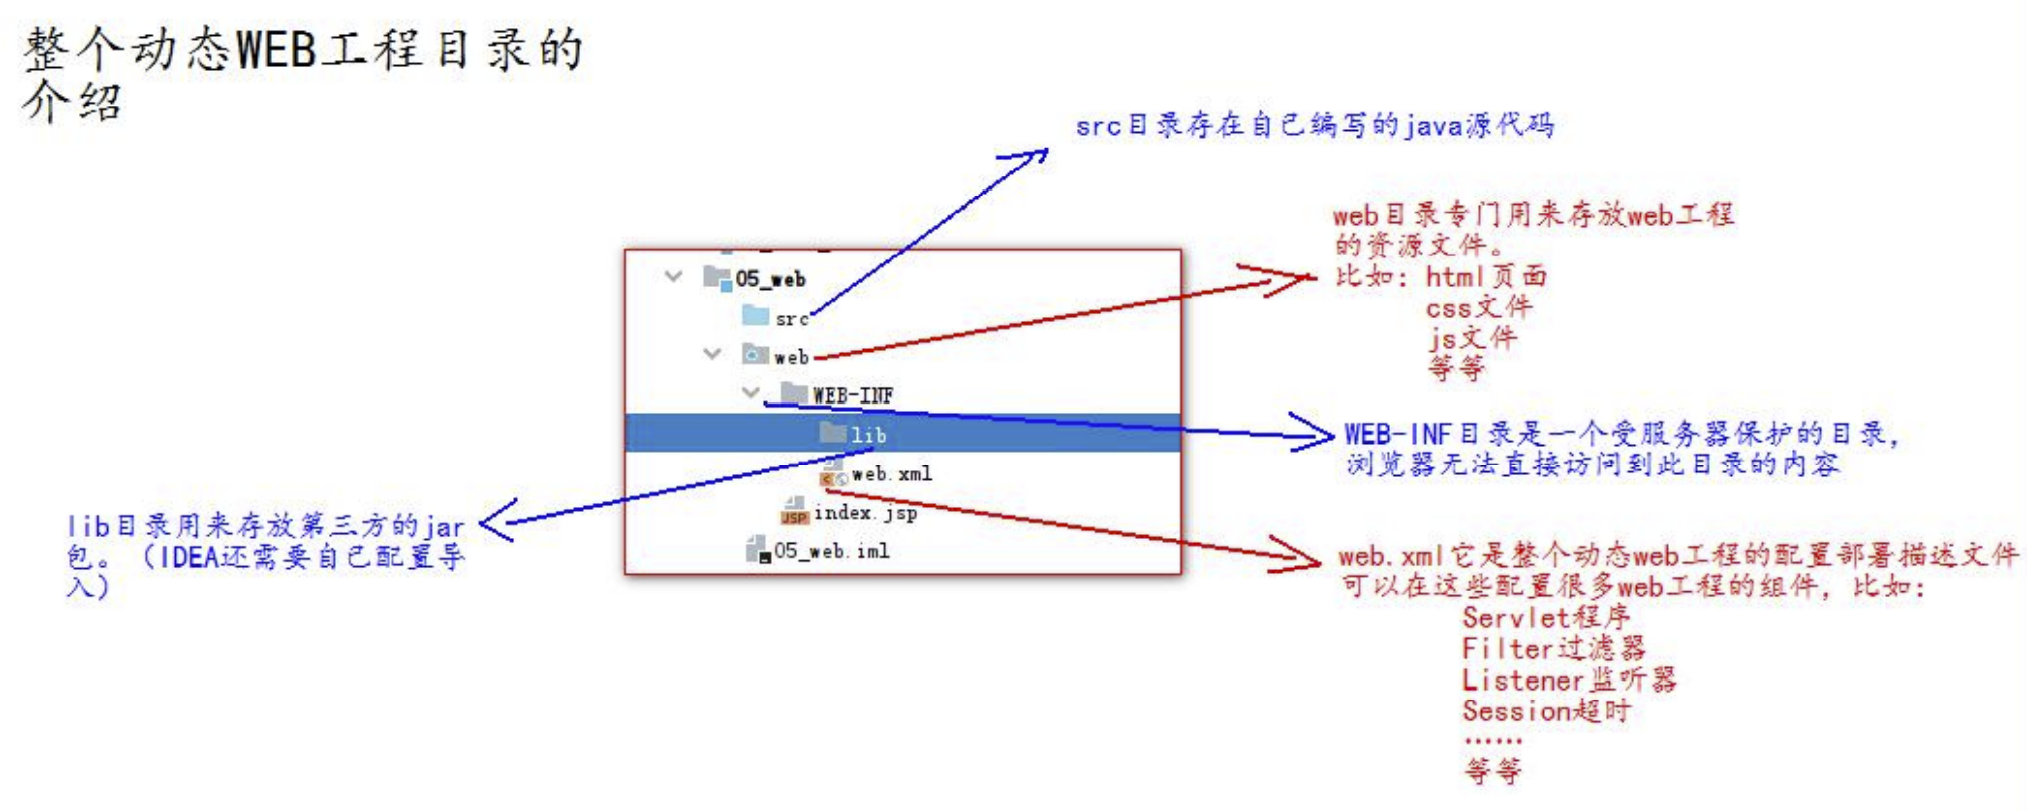 整个动态WEB工程目录的
介绍
src目录存在自己编写的java源代码
web目录专门用来存放web工程
的资源文件。
比如：html页面
css文件
js文件
等等
05_web
src
web
WEB-INF
lib
web.xml
index.jsp
05_web.iml
WEB-INF目录是一个受服务器保护的目录，
浏览器无法直接访问到此目录的内容
lib目录用来存放第三方的jar
包。（IDEA还需要自己配置导
入）
web.xml它是整个动态web工程的配置部署描述文件
可以在这些配置很多web工程的组件，比如：
Servlet程序
Filter过滤器
Listener监听器
Session超时
······
等等